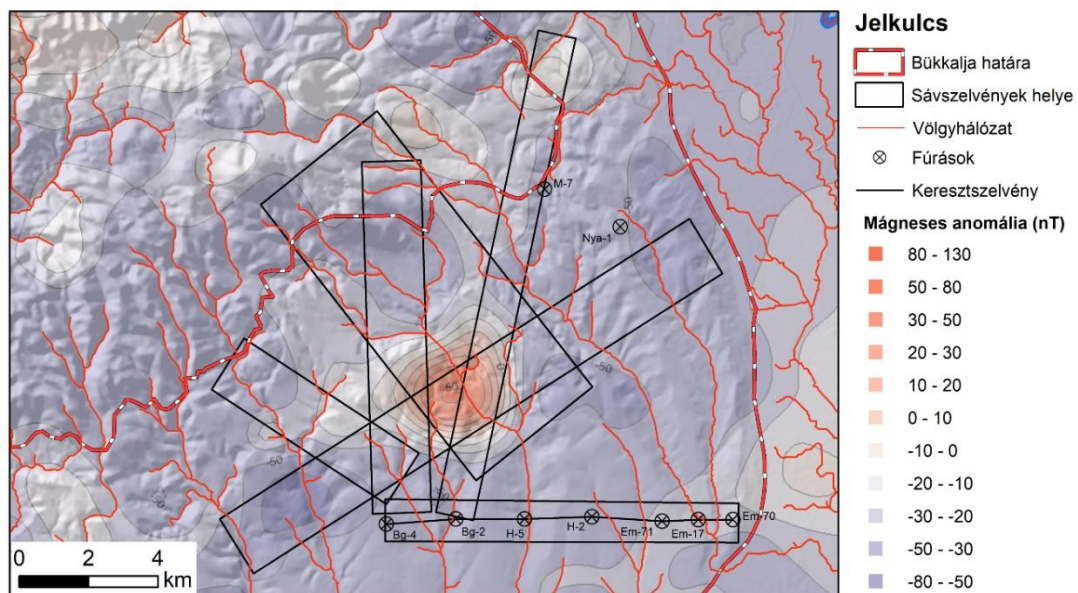 Jelkulcs
Bükkalja határa
Sávszelvények helye
Völgyhálózat
Fúrások
Keresztszelvény
Mágneses anomália (nT)
80 - 130
50 - 80
30 - 50
20 - 30
10 - 20
0 - 10
-10 - 0
-20 - -10
-30 - -20
-50 - -30
-80 - -50
M-7
Nya-1
-50
-50
-50
-50
Bg-4
Bg-2
H-5
H-2
Em-71
Em-17
Em-70
0 2 4
km